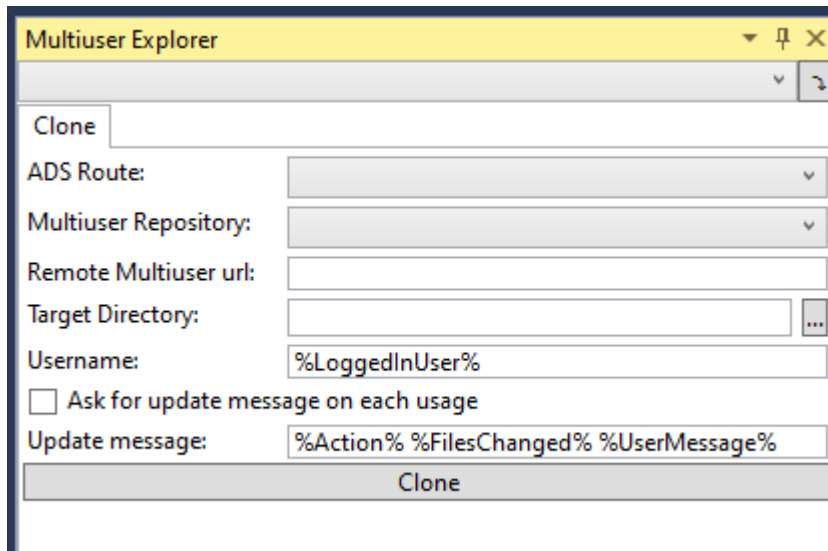 Multiuser Explorer
Clone
ADS Route:
Multiuser Repository:
Remote Multiuser url:
Target Directory:
...
Username:
%LoggedInUser%
Ask for update message on each usage
Update message:
%Action% %FilesChanged% %UserMessage%
Clone